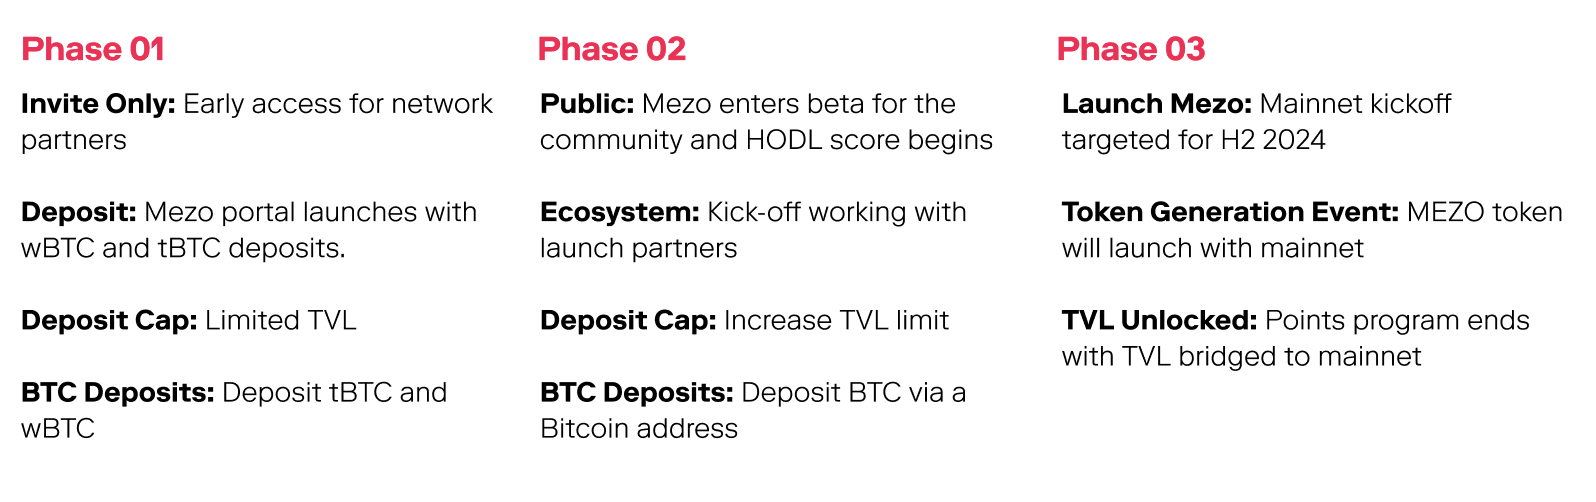 Phase 01
Invite Only: Early access for network
partners
Deposit: Mezo portal launches with
wBTC and tBTC deposits.
Deposit Cap: Limited TVL
BTC Deposits: Deposit tBTC and
wBTC
Phase 02
Public: Mezo enters beta for the
community and HODL score begins
Ecosystem: Kick-off working with
launch partners
Deposit Cap: Increase TVL limit
BTC Deposits: Deposit BTC via a
Bitcoin address
Phase 03
Launch Mezo: Mainnet kickoff
targeted for H2 2024
Token Generation Event: MEZO token
will launch with mainnet
TVL Unlocked: Points program ends
with TVL bridged to mainnet